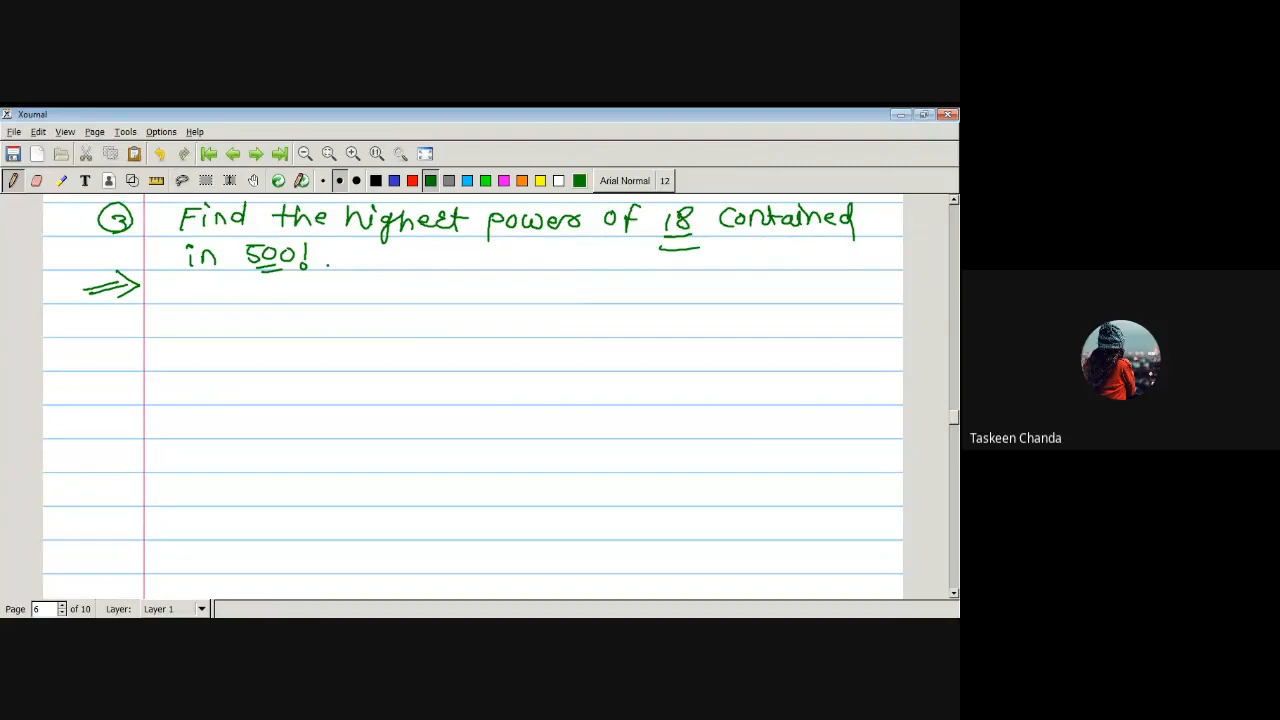 Xournal
File Edit View Page Tools Options Help
Arial Normal 12
③ Find the highest power of 18 contained
in 500! .
⇒
Page 6 of 10 Layer: Layer 1
Taskeen Chanda